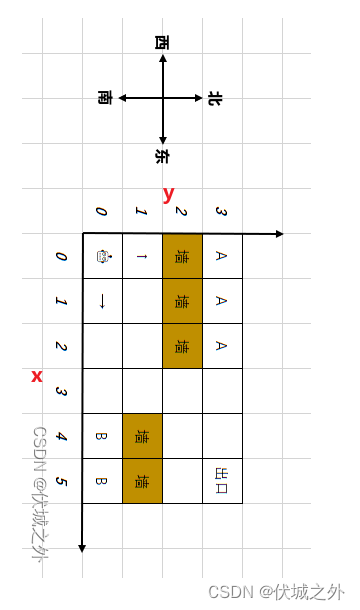 西
南
北
东
y
0 1 2 3
0 墙 A
1 墙 A
2 墙 A
3
4 B 墙
5 B 墙 出口
x
CSDN @伏城之外
CSDN @伏城之外